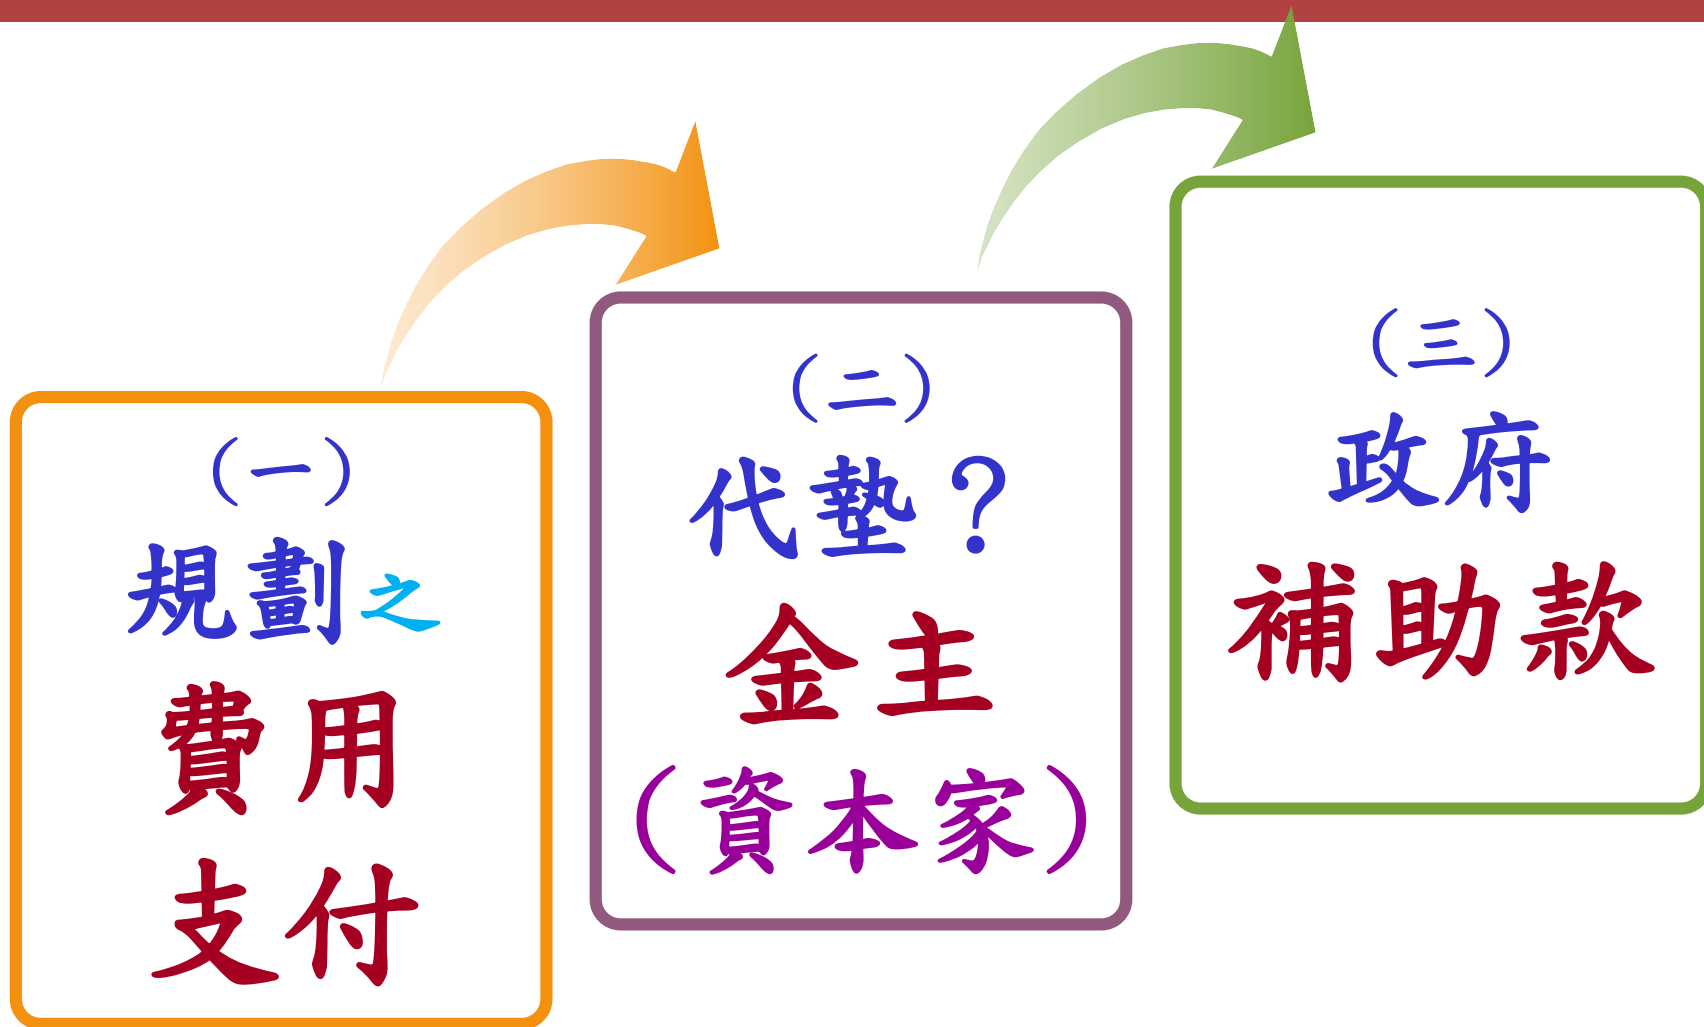 （一）
規劃之
費用
支付
（二）
代墊？
金主
（資本家）
（三）
政府
補助款